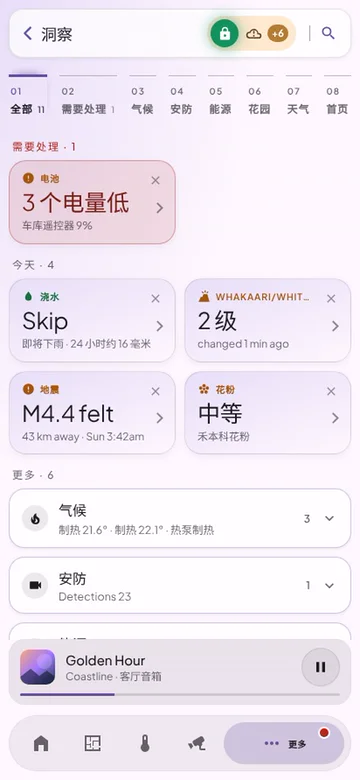 洞察
+6
01
全部 11
02
需要处理 1
03
气候
04
安防
05
能源
06
花园
07
天气
08
首页
需要处理 · 1
电池
3个电量低
车库遥控器 9%
今天 · 4
浇水
Skip
即将下雨 · 24 小时约 16 毫米
WHAKAARI/WHIT…
2级
changed 1 min ago
地震
M4.4 felt
43 km away · Sun 3:42am
花粉
中等
禾本科花粉
更多 · 6
气候
制热 21.6° · 制热 22.1° · 热泵制热
3
安防
Detections 23
1
Golden Hour
Coastline · 客厅音箱
更多